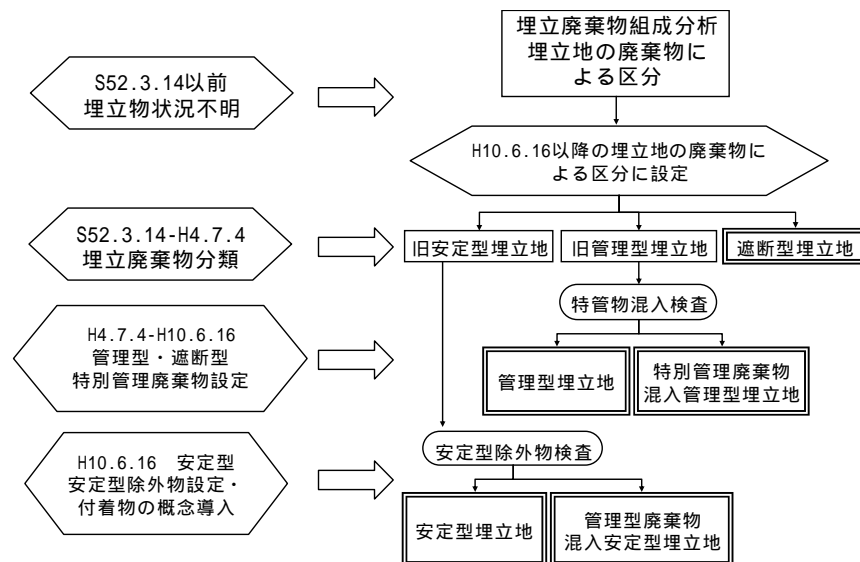 埋立廃棄物組成分析
埋立地の廃棄物に
よる区分
S52.3.14以前
埋立物状況不明
H10.6.16以降の埋立地の廃棄物に
よる区分に設定
S52.3.14-H4.7.4
埋立廃棄物分類
旧安定型埋立地
旧管理型埋立地
遮断型埋立地
特管物混入検査
H4.7.4-H10.6.16
管理型・遮断型
特別管理廃棄物設定
管理型埋立地
特別管理廃棄物
混入管理型埋立地
安定型除外物検査
H10.6.16 安定型
安定型除外物設定・
付着物の概念導入
安定型埋立地
管理型廃棄物
混入安定型埋立地